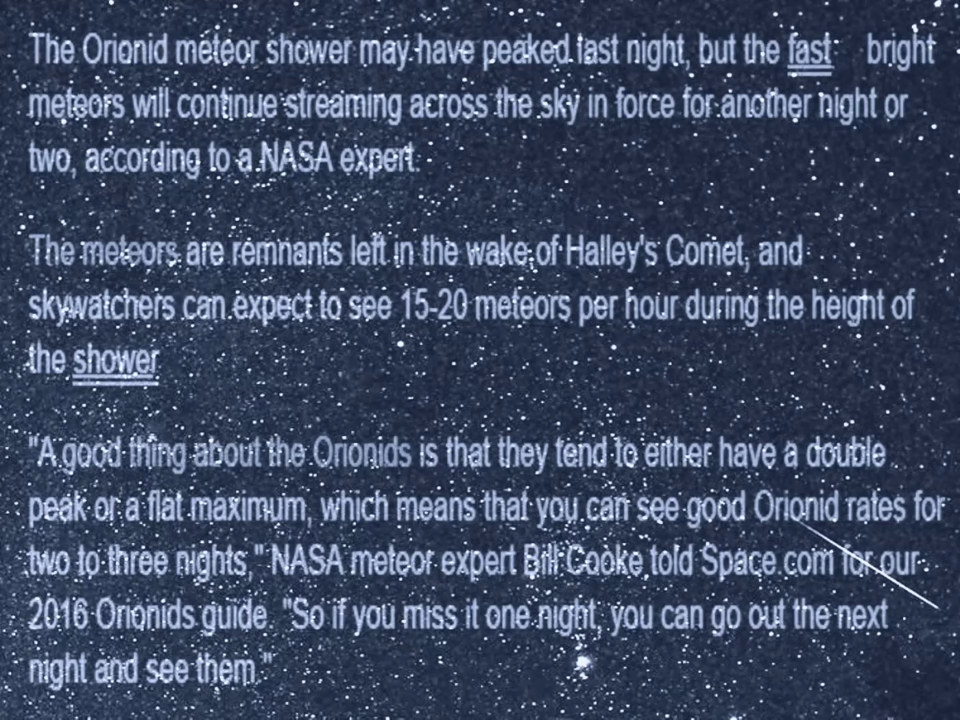 The Orionid meteor shower may have peaked last night, but the fast bright
meteors will continue streaming across the sky in force for another night or
two, according to a NASA expert.
The meteors are remnants left in the wake of Halley's Comet, and
skywatchers can expect to see 15-20 meteors per hour during the height of
the shower
"A good thing about the Orionids is that they tend to either have a double
peak or a flat maximum, which means that you can see good Orionid rates for
two to three nights," NASA meteor expert Bill Cooke told Space.com for our
2016 Orionids guide. "So if you miss it one night, you can go out the next
night and see them."